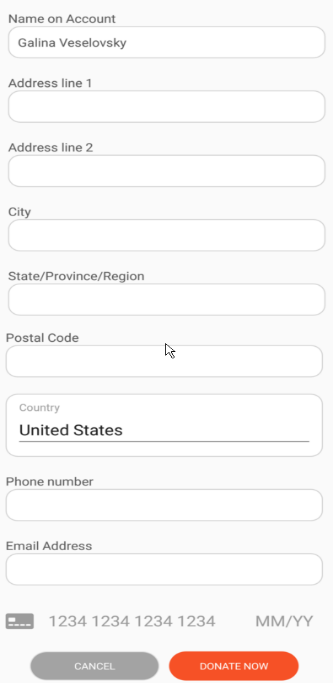 Name on Account
Galina Veselovsky
Address line 1
Address line 2
City
State/Province/Region
Postal Code
Country
United States
Phone number
Email Address
1234 1234 1234 1234 MM/YY
CANCEL DONATE NOW